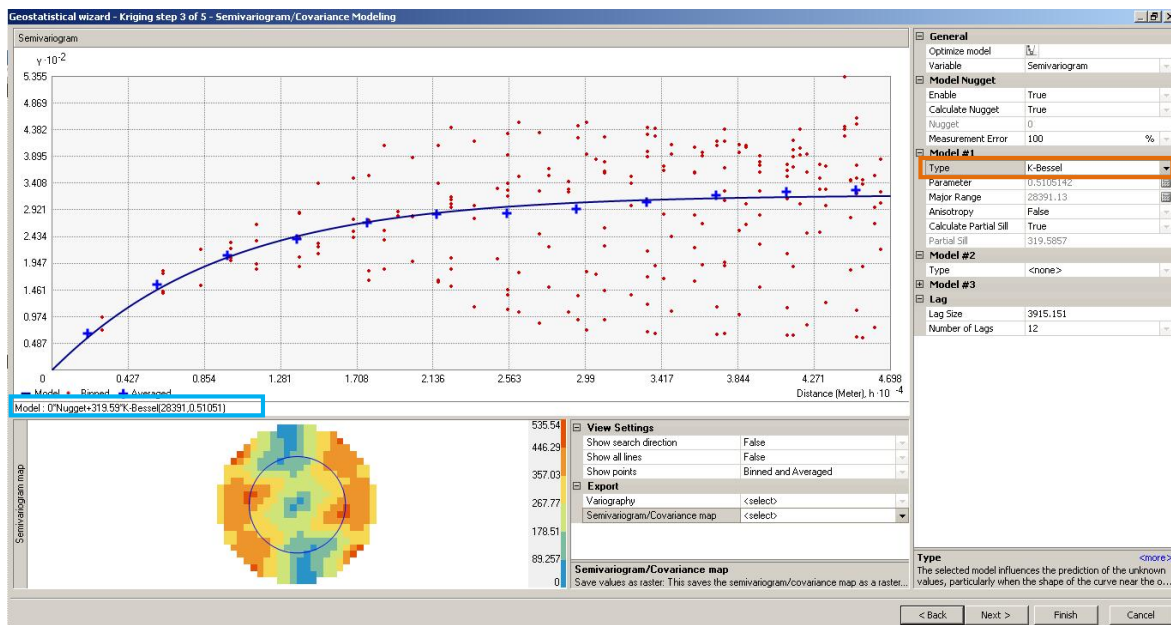 Geostatistical wizard - Kriging step 3 of 5 - Semivariogram/Covariance Modeling
Semivariogram
γ·10⁻²
5.355
4.869
4.382
3.895
3.408
2.921
2.434
1.947
1.461
0.974
0.487
0 0.427 0.854 1.281 1.708 2.136 2.563 2.99 3.417 3.844 4.271 4.698
Model Binned Averaged
Distance (Meter), h·10⁻⁴
Model : 0*Nugget+319.59*K-Bessel(28391,0.51051)
Semivariogram map
535.54
446.29
357.03
267.77
178.51
89.257
0
View Settings
Show search direction False
Show all lines False
Show points Binned and Averaged
Export
Variography <select>
Semivariogram/Covariance map <select>
Semivariogram/Covariance map
Save values as raster: This saves the semivariogram/covariance map as a raster...
General
Optimize model
Variable Semivariogram
Model Nugget
Enable True
Calculate Nugget True
Nugget 0
Measurement Error 100 %
Model #1
Type K-Bessel
Parameter 0.5105142
Major Range 28391.13
Anisotropy False
Calculate Partial Sill True
Partial Sill 319.5857
Model #2
Type <none>
Model #3
Lag
Lag Size 3915.151
Number of Lags 12
Type <more>
The selected model influences the prediction of the unknown
values, particularly when the shape of the curve near the o...
< Back Next > Finish Cancel